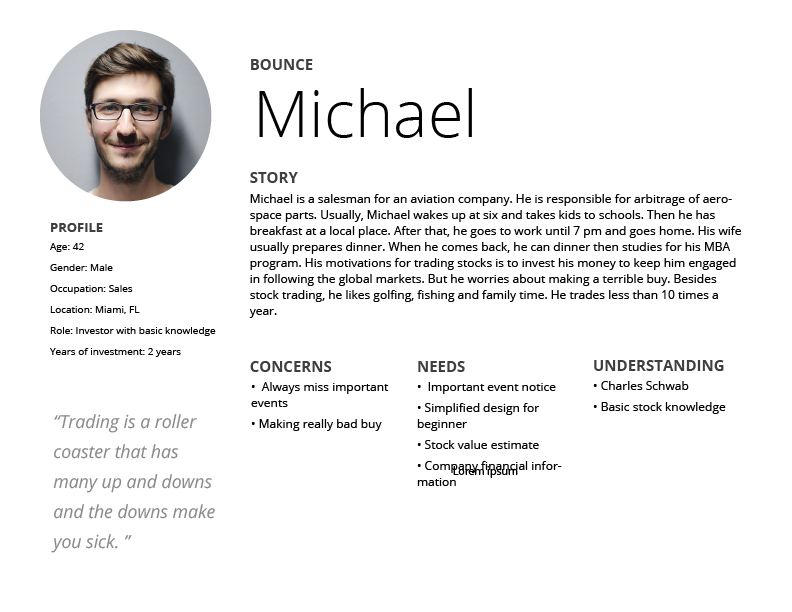 BOUNCE
Michael
STORY
Michael is a salesman for an aviation company. He is responsible for arbitrage of aero-
space parts. Usually, Michael wakes up at six and takes kids to schools. Then he has
breakfast at a local place. After that, he goes to work until 7 pm and goes home. His wife
usually prepares dinner. When he comes back, he can dinner then studies for his MBA
program. His motivations for trading stocks is to invest his money to keep him engaged
in following the global markets. But he worries about making a terrible buy. Besides
stock trading, he likes golfing, fishing and family time. He trades less than 10 times a
year.
PROFILE
Age: 42
Gender: Male
Occupation: Sales
Location: Miami, FL
Role: Investor with basic knowledge
Years of investment: 2 years
“Trading is a roller
coaster that has
many up and downs
and the downs make
you sick. ”
CONCERNS
• Always miss important
events
• Making really bad buy
NEEDS
• Important event notice
• Simplified design for
beginner
• Stock value estimate
• Company financial infor-
mation
Lorem ipsum
UNDERSTANDING
• Charles Schwab
• Basic stock knowledge